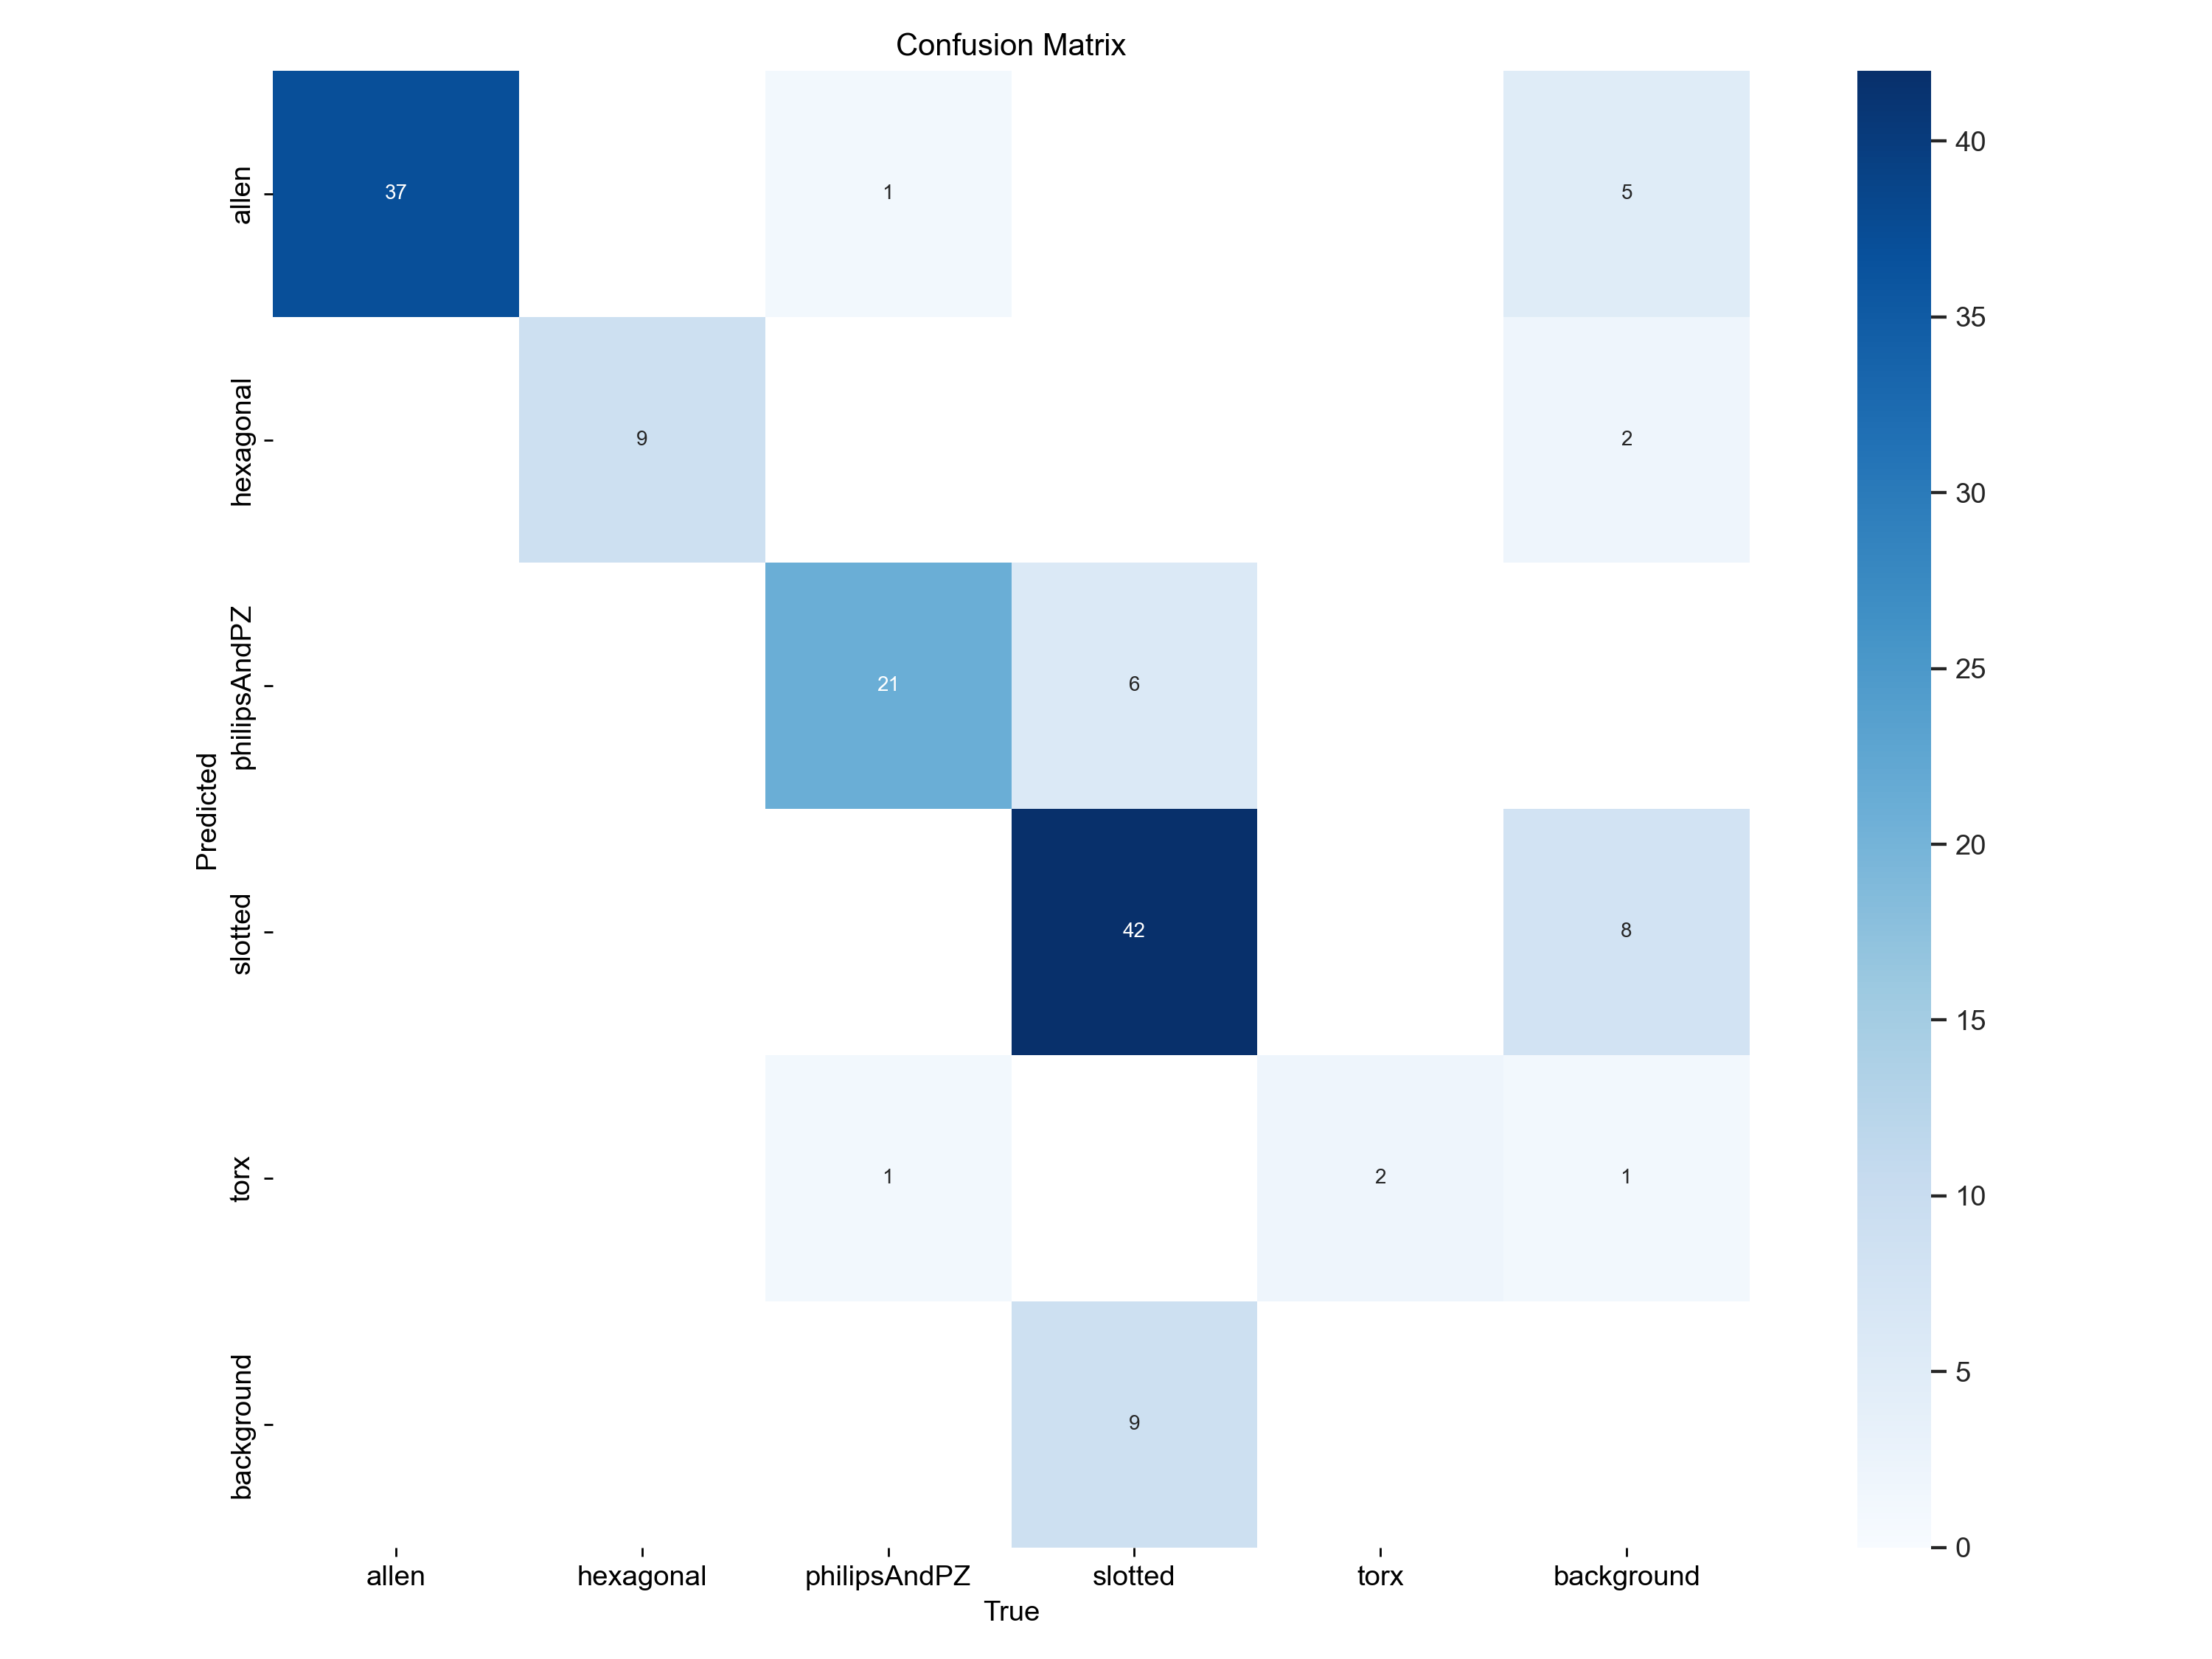 Confusion Matrix
allen 37 1 5
hexagonal 9 2
philipsAndPZ 21 6
slotted 42 8
torx 1 2 1
background 9
Predicted
allen hexagonal philipsAndPZ slotted torx background
True
40
35
30
25
20
15
10
5
0